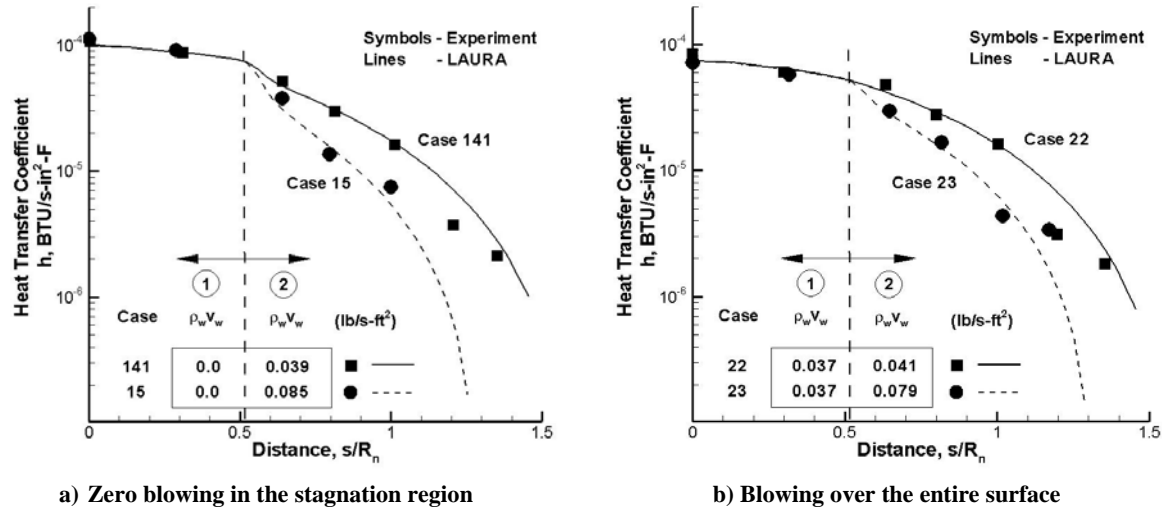 Symbols - Experiment
Lines - LAURA
Heat Transfer Coefficient
h, BTU/s-in²-F
10⁻⁴
10⁻⁵
10⁻⁶
Case 141
Case 15
1 2
Case ρwvw ρwvw (lb/s-ft²)
141 0.0 0.039
15 0.0 0.085
0 0.5 1 1.5
Distance, s/Rn
a) Zero blowing in the stagnation region
Symbols - Experiment
Lines - LAURA
Heat Transfer Coefficient
h, BTU/s-in²-F
10⁻⁴
10⁻⁵
10⁻⁶
Case 22
Case 23
1 2
Case ρwvw ρwvw (lb/s-ft²)
22 0.037 0.041
23 0.037 0.079
0 0.5 1 1.5
Distance, s/Rn
b) Blowing over the entire surface